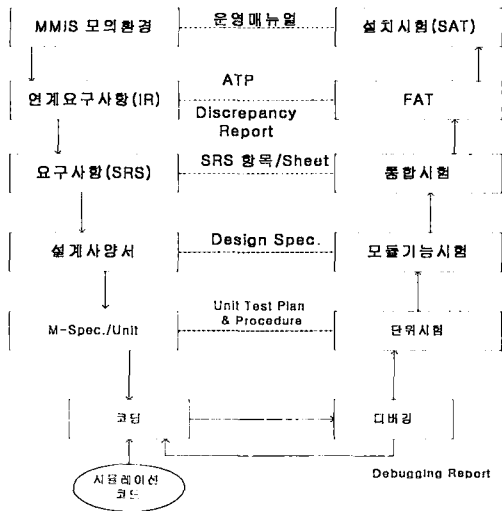 MMIS 모의환경
운영매뉴얼
설치시험(SAT)
연계요구사항(IR)
ATP
Discrepancy
Report
FAT
요구사항(SRS)
SRS 항목/Sheet
통합시험
설계사양서
Design Spec.
모듈기능시험
M-Spec./Unit
Unit Test Plan
& Procedure
단위시험
코딩
디버깅
시뮬레이션
코드
Debugging Report